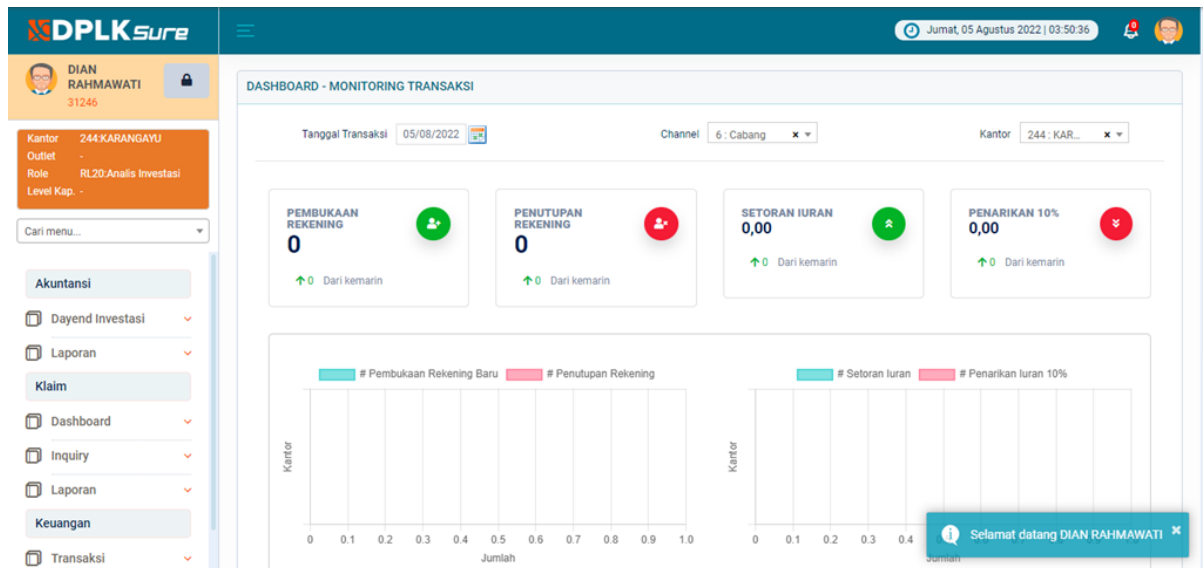 DPLKSure
Jumat, 05 Agustus 2022 | 03:50:36
DIAN
RAHMAWATI
31246
Kantor 244:KARANGAYU
Outlet -
Role RL20:Analis Investasi
Level Kap. -
Cari menu...
Akuntansi
Dayend Investasi
Laporan
Klaim
Dashboard
Inquiry
Laporan
Keuangan
Transaksi
DASHBOARD - MONITORING TRANSAKSI
Tanggal Transaksi 05/08/2022
Channel 6 : Cabang x
Kantor 244 : KAR... x
PEMBUKAAN
REKENING
0
0 Dari kemarin
PENUTUPAN
REKENING
0
0 Dari kemarin
SETORAN IURAN
0,00
0 Dari kemarin
PENARIKAN 10%
0,00
0 Dari kemarin
# Pembukaan Rekening Baru # Penutupan Rekening
Kantor
0 0.1 0.2 0.3 0.4 0.5 0.6 0.7 0.8 0.9 1.0
Jumlah
# Setoran Iuran # Penarikan Iuran 10%
Kantor
0 0.1 0.2 0.3 0.4
Jumlah
Selamat datang DIAN RAHMAWATI ×